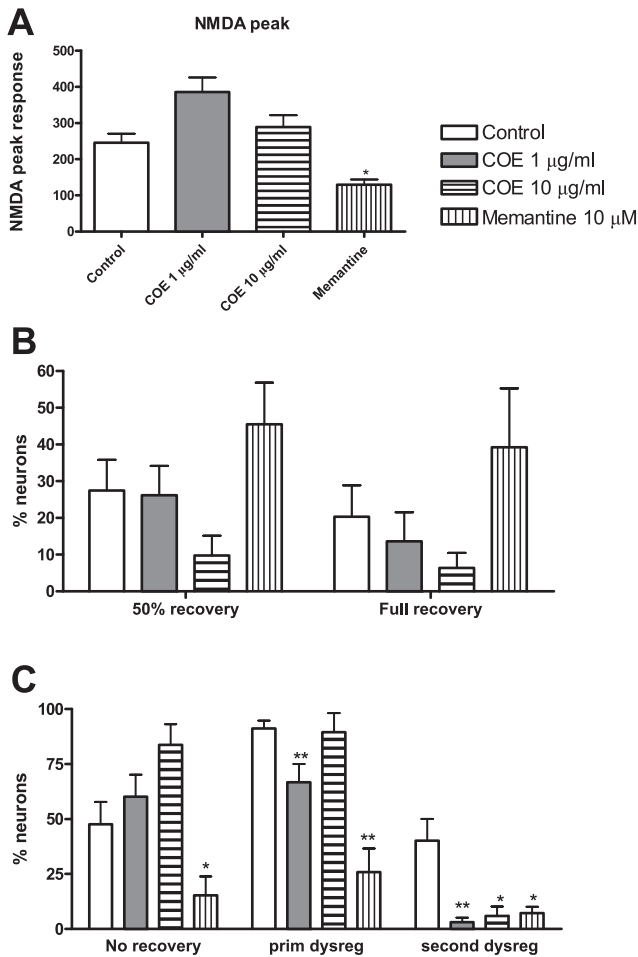 A
NMDA peak
NMDA peak response
500
400
300
200
100
0
*
Control
COE 1 μg/ml
COE 10 μg/ml
Memantine
Control
COE 1 μg/ml
COE 10 μg/ml
Memantine 10 μM
B
% neurons
60
50
40
30
20
10
0
50% recovery
Full recovery
C
% neurons
100
75
50
25
0
*
**
**
**
*
*
No recovery
prim dysreg
second dysreg